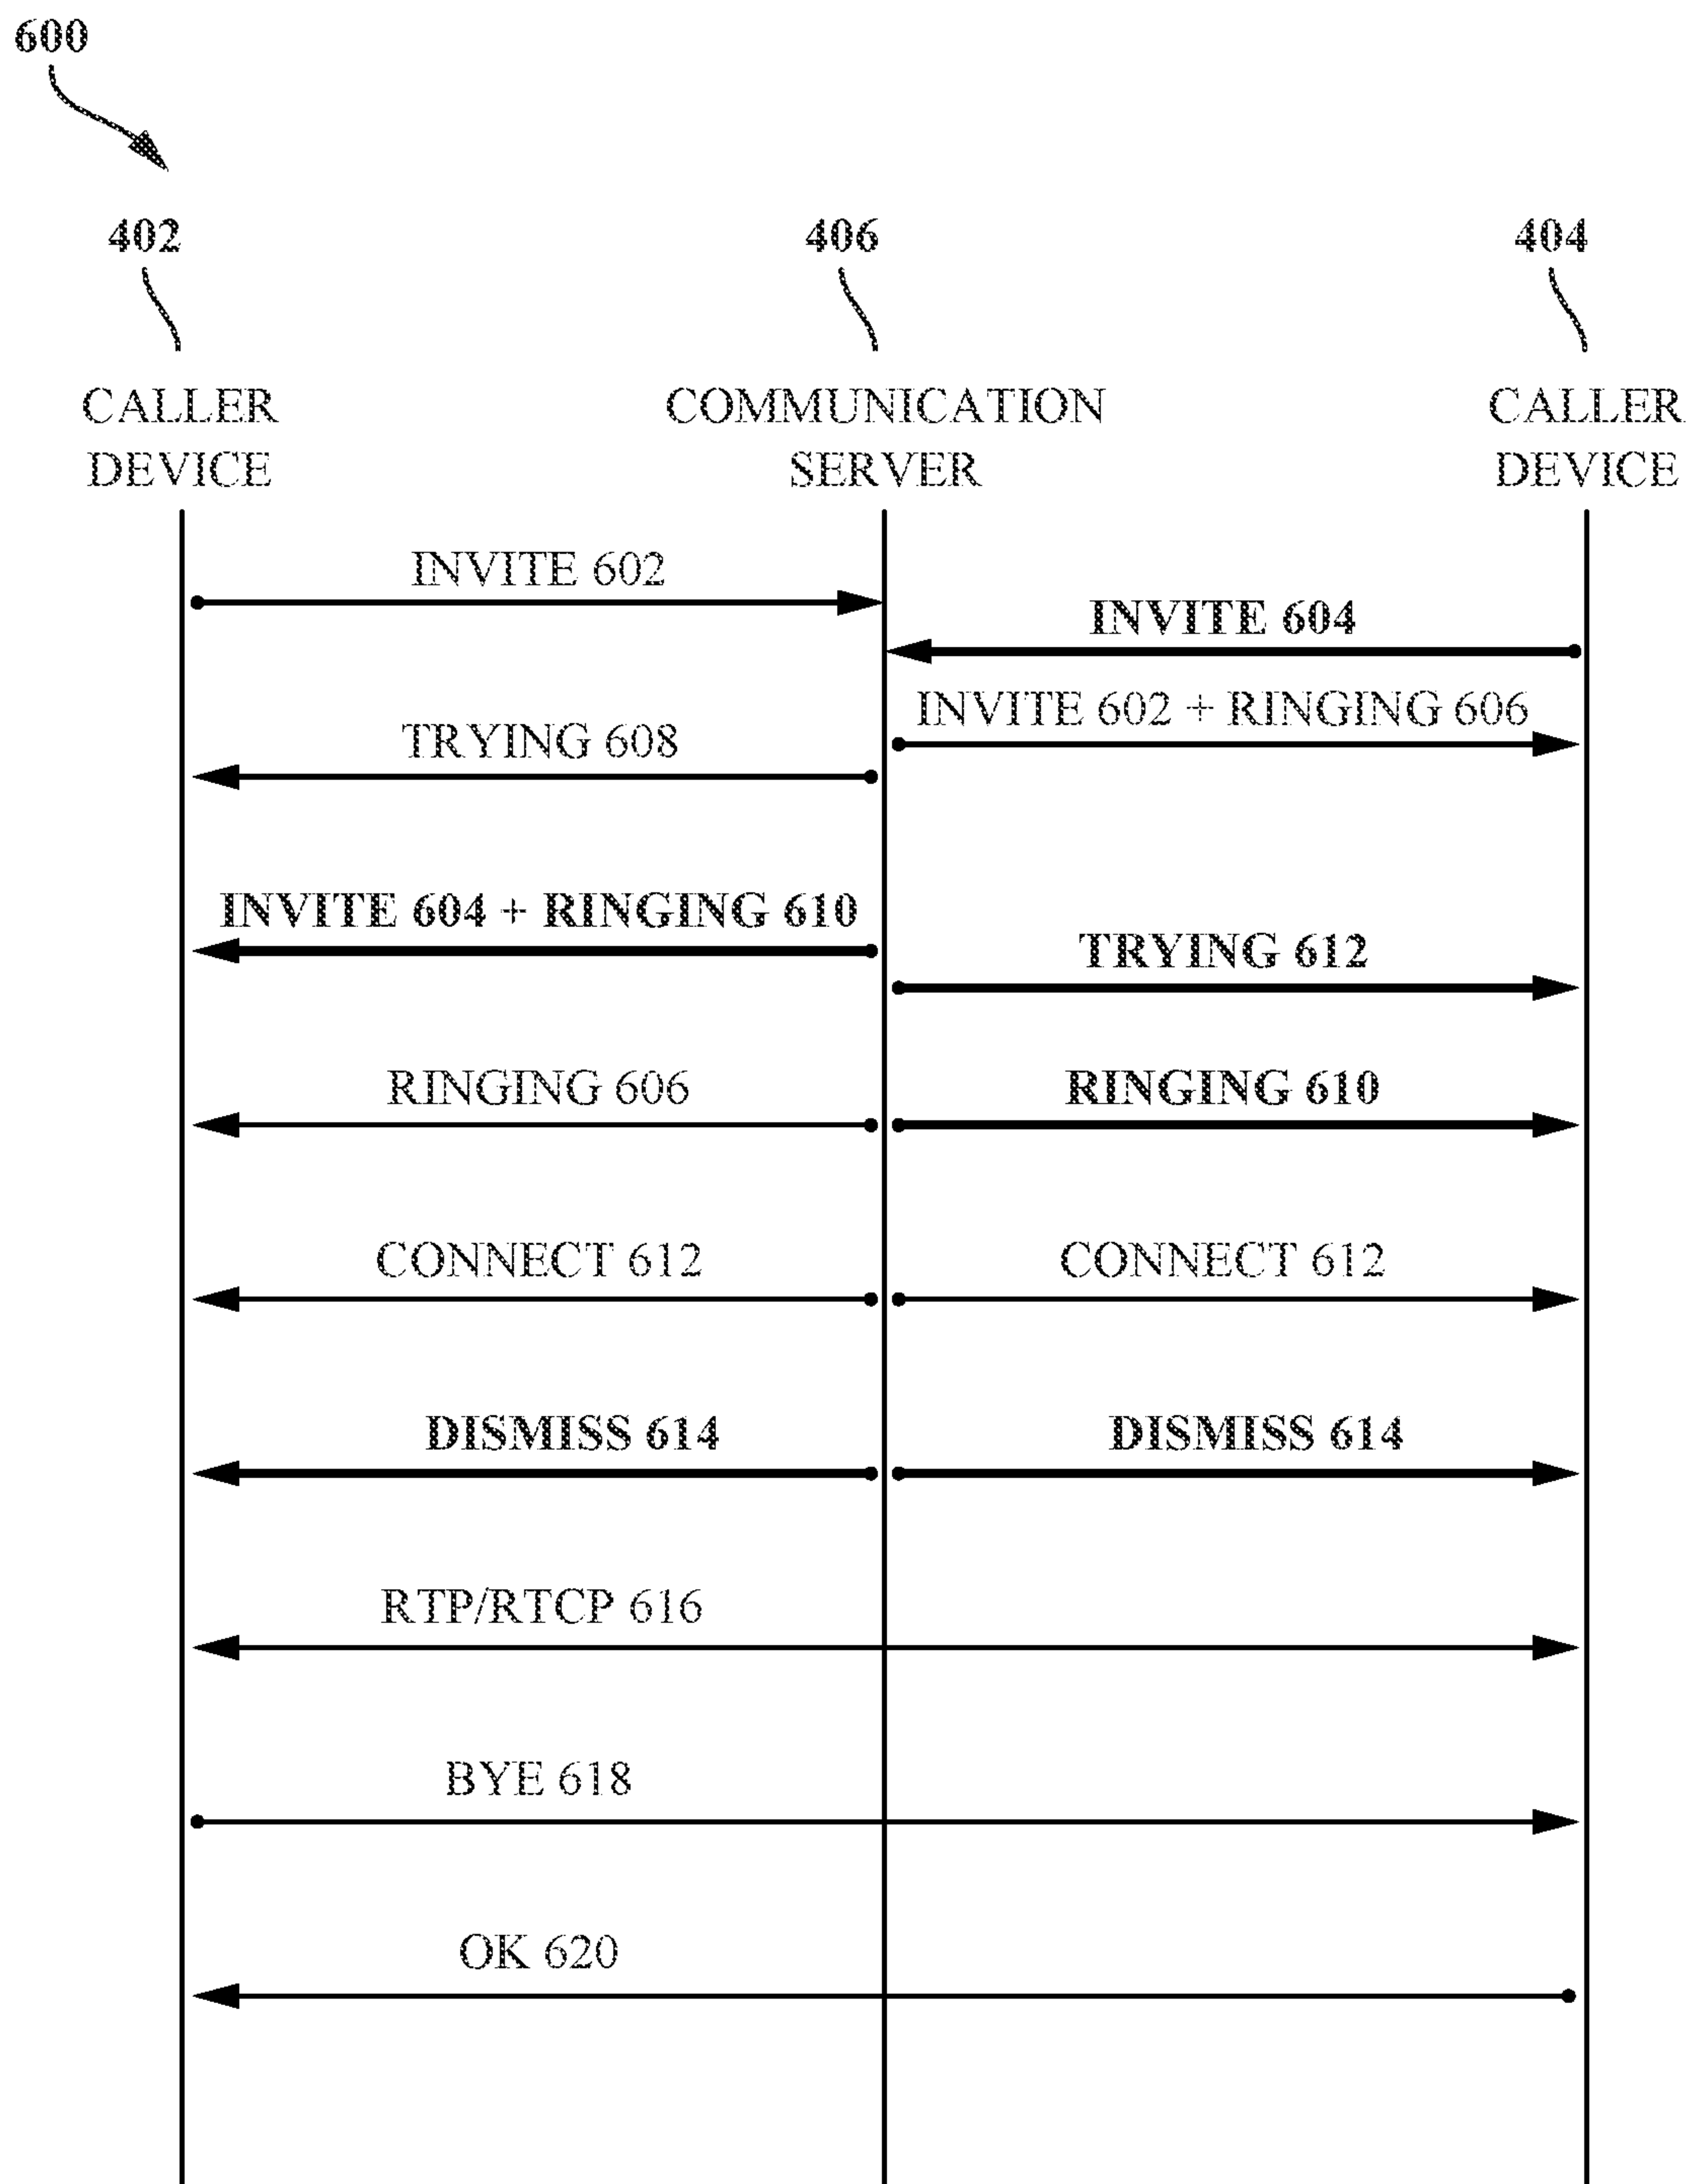 600
402
406
404
CALLER
DEVICE
COMMUNICATION
SERVER
CALLER
DEVICE
INVITE 602
INVITE 604
INVITE 602 + RINGING 606
TRYING 608
INVITE 604 + RINGING 610
TRYING 612
RINGING 606
RINGING 610
CONNECT 612
CONNECT 612
DISMISS 614
DISMISS 614
RTP/RTCP 616
BYE 618
OK 620